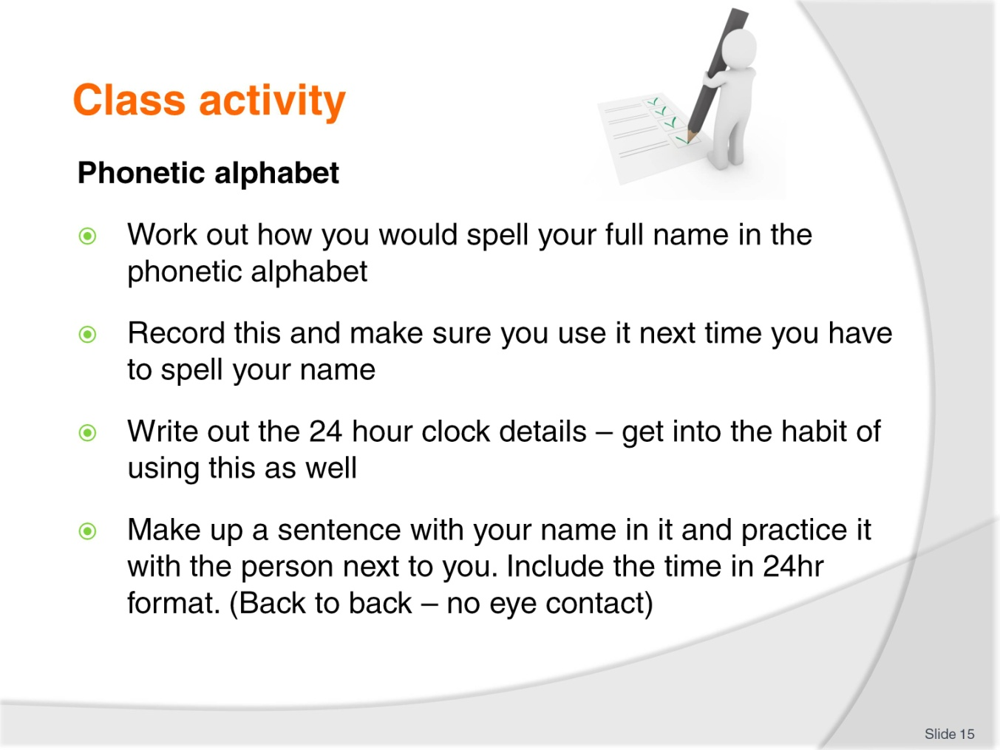 Class activity
Phonetic alphabet
Work out how you would spell your full name in the
phonetic alphabet
Record this and make sure you use it next time you have
to spell your name
Write out the 24 hour clock details – get into the habit of
using this as well
Make up a sentence with your name in it and practice it
with the person next to you. Include the time in 24hr
format. (Back to back – no eye contact)
Slide 15